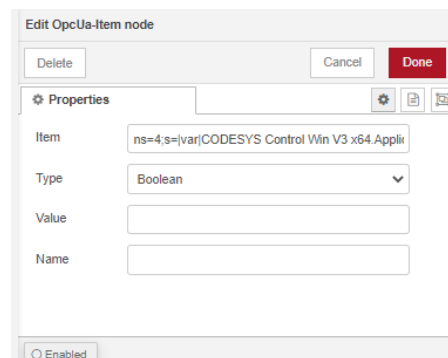 Edit OpcUa-Item node
Delete Cancel Done
Properties
Item ns=4;s=|var|CODESYS Control Win V3 x64.Applic
Type Boolean
Value
Name
Enabled